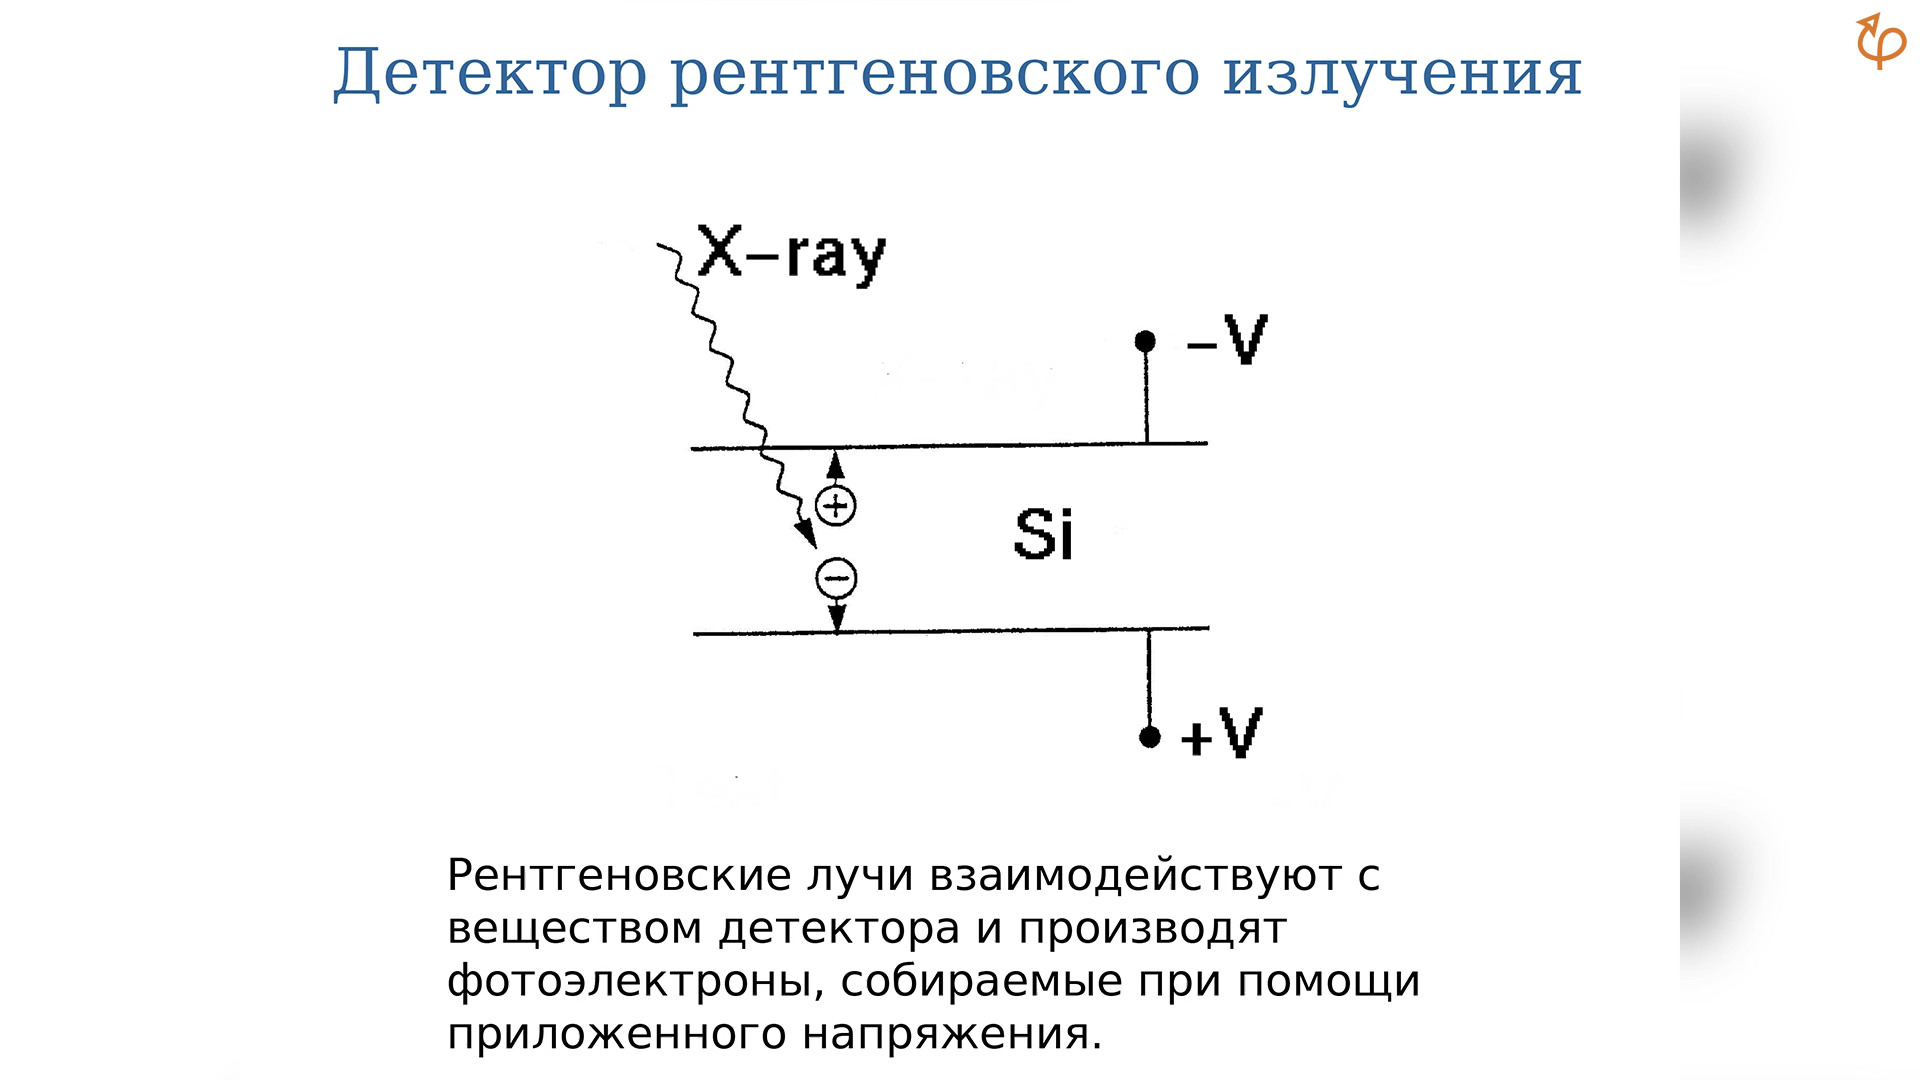 Детектор рентгеновского излучения
X–ray
–V
+
Si
–
+V
Рентгеновские лучи взаимодействуют с
веществом детектора и производят
фотоэлектроны, собираемые при помощи
приложенного напряжения.